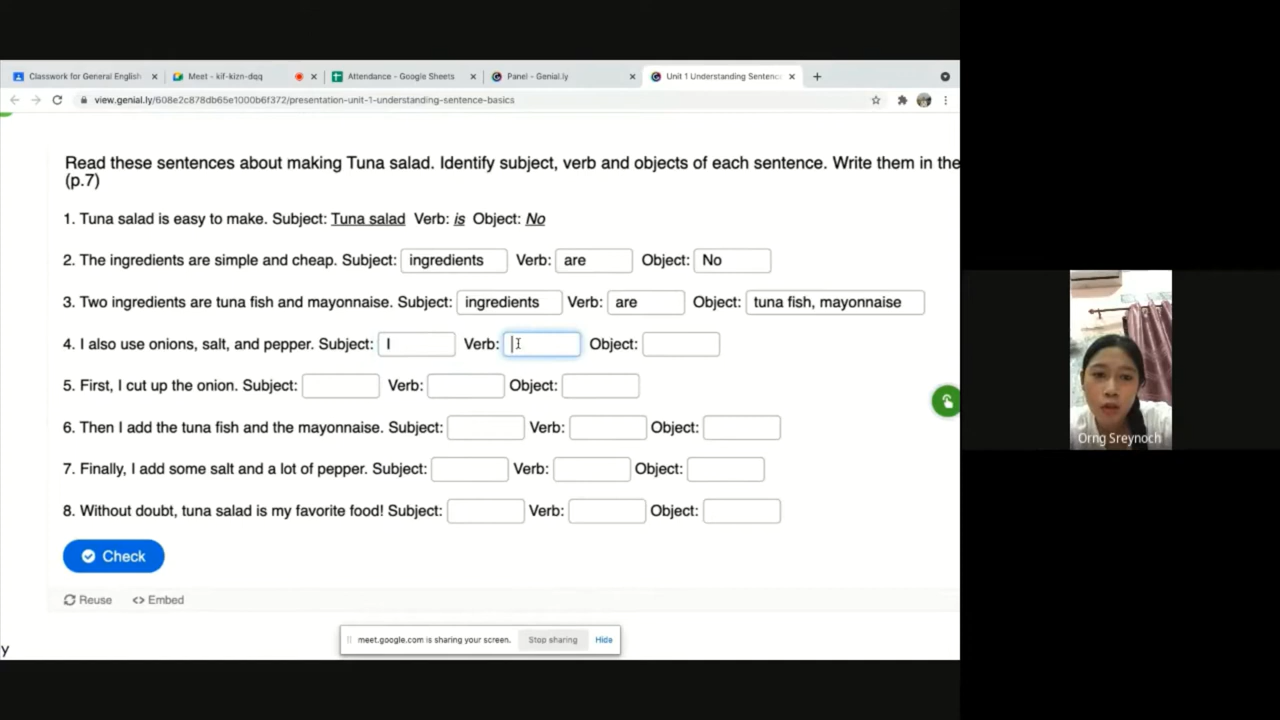 Classwork for General English
Meet - kif-kizn-dqq
Attendance - Google Sheets
Panel - Genial.ly
Unit 1 Understanding Sentenc
view.genial.ly/608e2c878db65e1000b6f372/presentation-unit-1-understanding-sentence-basics
Read these sentences about making Tuna salad. Identify subject, verb and objects of each sentence. Write them in the
(p.7)
1. Tuna salad is easy to make. Subject: Tuna salad Verb: is Object: No
2. The ingredients are simple and cheap. Subject: ingredients Verb: are Object: No
3. Two ingredients are tuna fish and mayonnaise. Subject: ingredients Verb: are Object: tuna fish, mayonnaise
4. I also use onions, salt, and pepper. Subject: I Verb: Object:
5. First, I cut up the onion. Subject: Verb: Object:
6. Then I add the tuna fish and the mayonnaise. Subject: Verb: Object:
7. Finally, I add some salt and a lot of pepper. Subject: Verb: Object:
8. Without doubt, tuna salad is my favorite food! Subject: Verb: Object:
Check
Reuse <> Embed
meet.google.com is sharing your screen. Stop sharing Hide
y
Orng Sreynoch